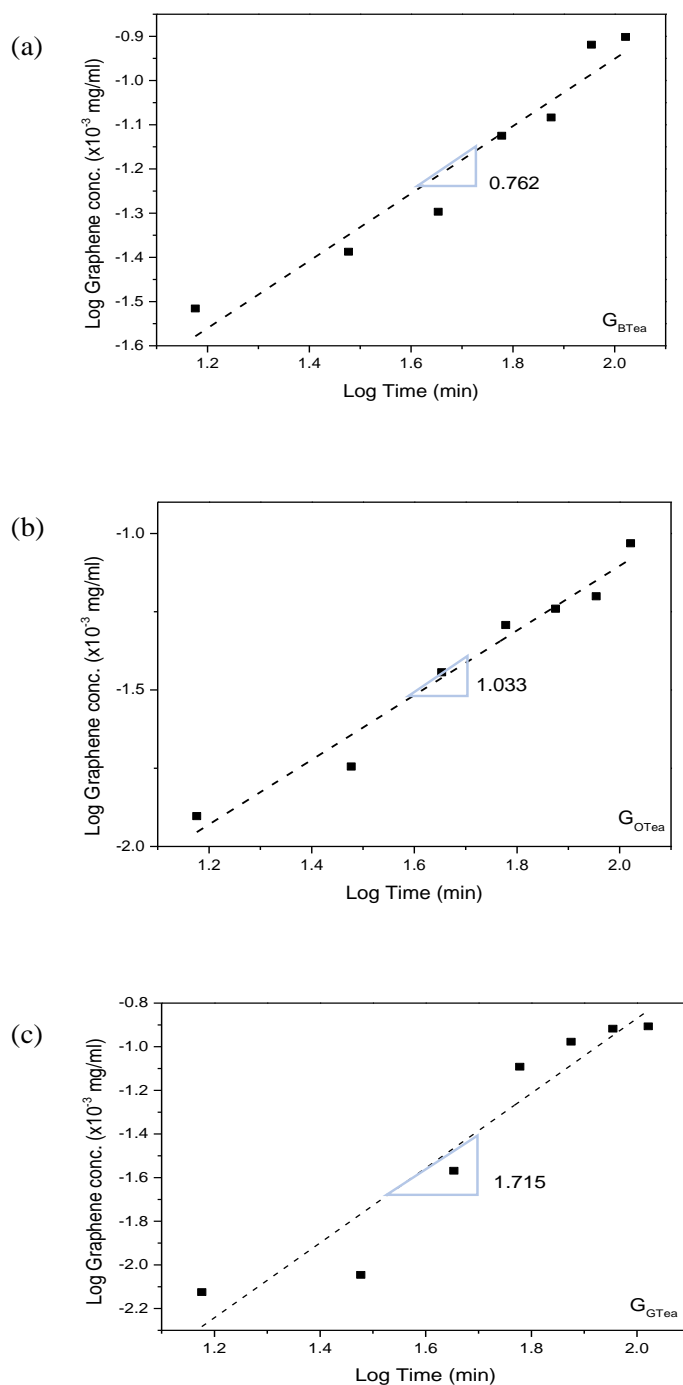 (a)
-0.9
-1.0
-1.1
-1.2
-1.3
-1.4
-1.5
-1.6
Log Graphene conc. (x10⁻³ mg/ml)
0.762
G_BTea
1.2 1.4 1.6 1.8 2.0
Log Time (min)
(b)
-1.0
-1.5
-2.0
Log Graphene conc. (x10⁻³ mg/ml)
1.033
G_OTea
1.2 1.4 1.6 1.8 2.0
Log Time (min)
(c)
-0.8
-1.0
-1.2
-1.4
-1.6
-1.8
-2.0
-2.2
Log Graphene conc. (x10⁻³ mg/ml)
1.715
G_GTea
1.2 1.4 1.6 1.8 2.0
Log Time (min)